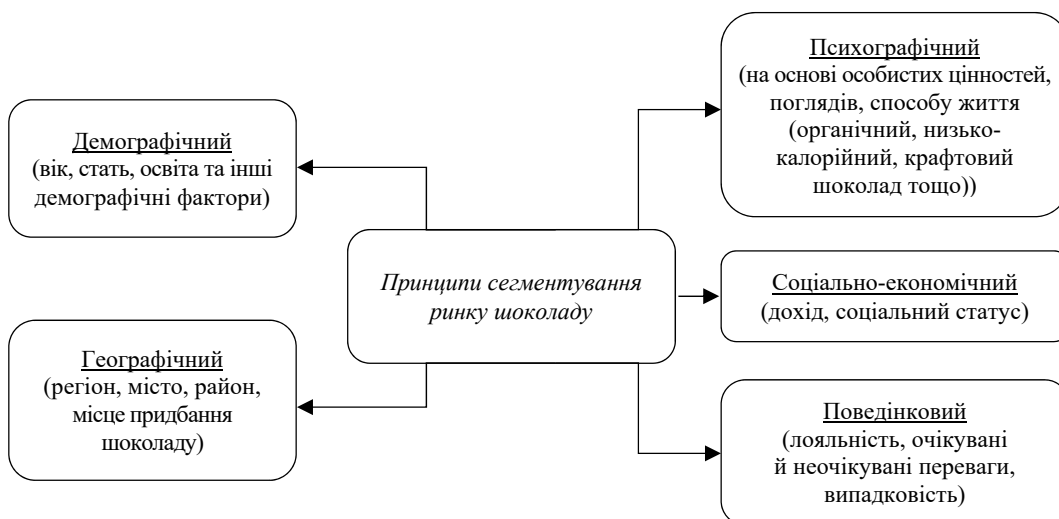 Психографічний
(на основі особистих цінностей,
поглядів, способу життя
(органічний, низько-
калорійний, крафтовий
шоколад тощо))
Демографічний
(вік, стать, освіта та інші
демографічні фактори)
Принципи сегментування
ринку шоколаду
Соціально-економічний
(дохід, соціальний статус)
Географічний
(регіон, місто, район,
місце придбання
шоколаду)
Поведінковий
(лояльність, очікувані
й неочікувані переваги,
випадковість)